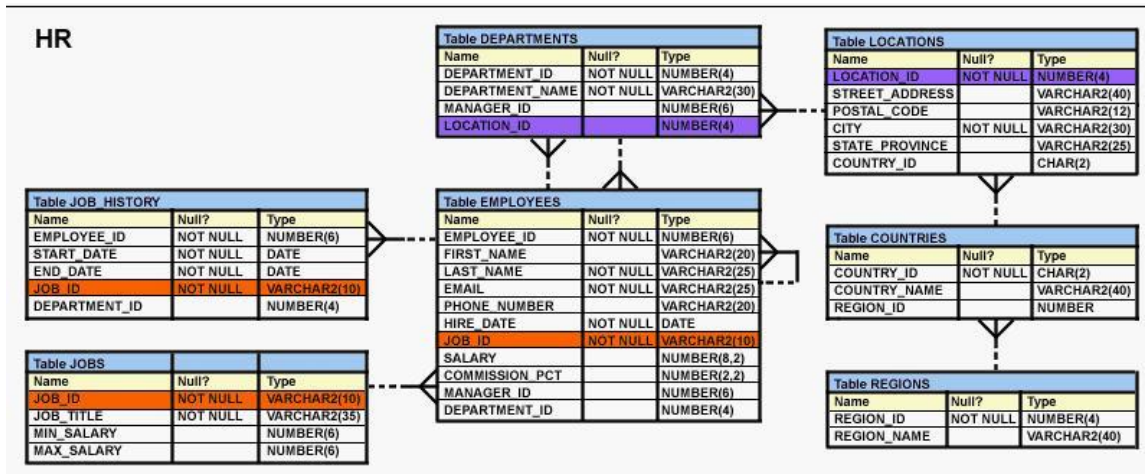 HR
Table DEPARTMENTS
Name Null? Type
DEPARTMENT_ID NOT NULL NUMBER(4)
DEPARTMENT_NAME NOT NULL VARCHAR2(30)
MANAGER_ID NUMBER(6)
LOCATION_ID NUMBER(4)
Table LOCATIONS
Name Null? Type
LOCATION_ID NOT NULL NUMBER(4)
STREET_ADDRESS VARCHAR2(40)
POSTAL_CODE VARCHAR2(12)
CITY NOT NULL VARCHAR2(30)
STATE_PROVINCE VARCHAR2(25)
COUNTRY_ID CHAR(2)
Table JOB_HISTORY
Name Null? Type
EMPLOYEE_ID NOT NULL NUMBER(6)
START_DATE NOT NULL DATE
END_DATE NOT NULL DATE
JOB_ID NOT NULL VARCHAR2(10)
DEPARTMENT_ID NUMBER(4)
Table EMPLOYEES
Name Null? Type
EMPLOYEE_ID NOT NULL NUMBER(6)
FIRST_NAME VARCHAR2(20)
LAST_NAME NOT NULL VARCHAR2(25)
EMAIL NOT NULL VARCHAR2(25)
PHONE_NUMBER VARCHAR2(20)
HIRE_DATE NOT NULL DATE
JOB_ID NOT NULL VARCHAR2(10)
SALARY NUMBER(8,2)
COMMISSION_PCT NUMBER(2,2)
MANAGER_ID NUMBER(6)
DEPARTMENT_ID NUMBER(4)
Table COUNTRIES
Name Null? Type
COUNTRY_ID NOT NULL CHAR(2)
COUNTRY_NAME VARCHAR2(40)
REGION_ID NUMBER
Table JOBS
Name Null? Type
JOB_ID NOT NULL VARCHAR2(10)
JOB_TITLE NOT NULL VARCHAR2(35)
MIN_SALARY NUMBER(6)
MAX_SALARY NUMBER(6)
Table REGIONS
Name Null? Type
REGION_ID NOT NULL NUMBER(4)
REGION_NAME VARCHAR2(40)